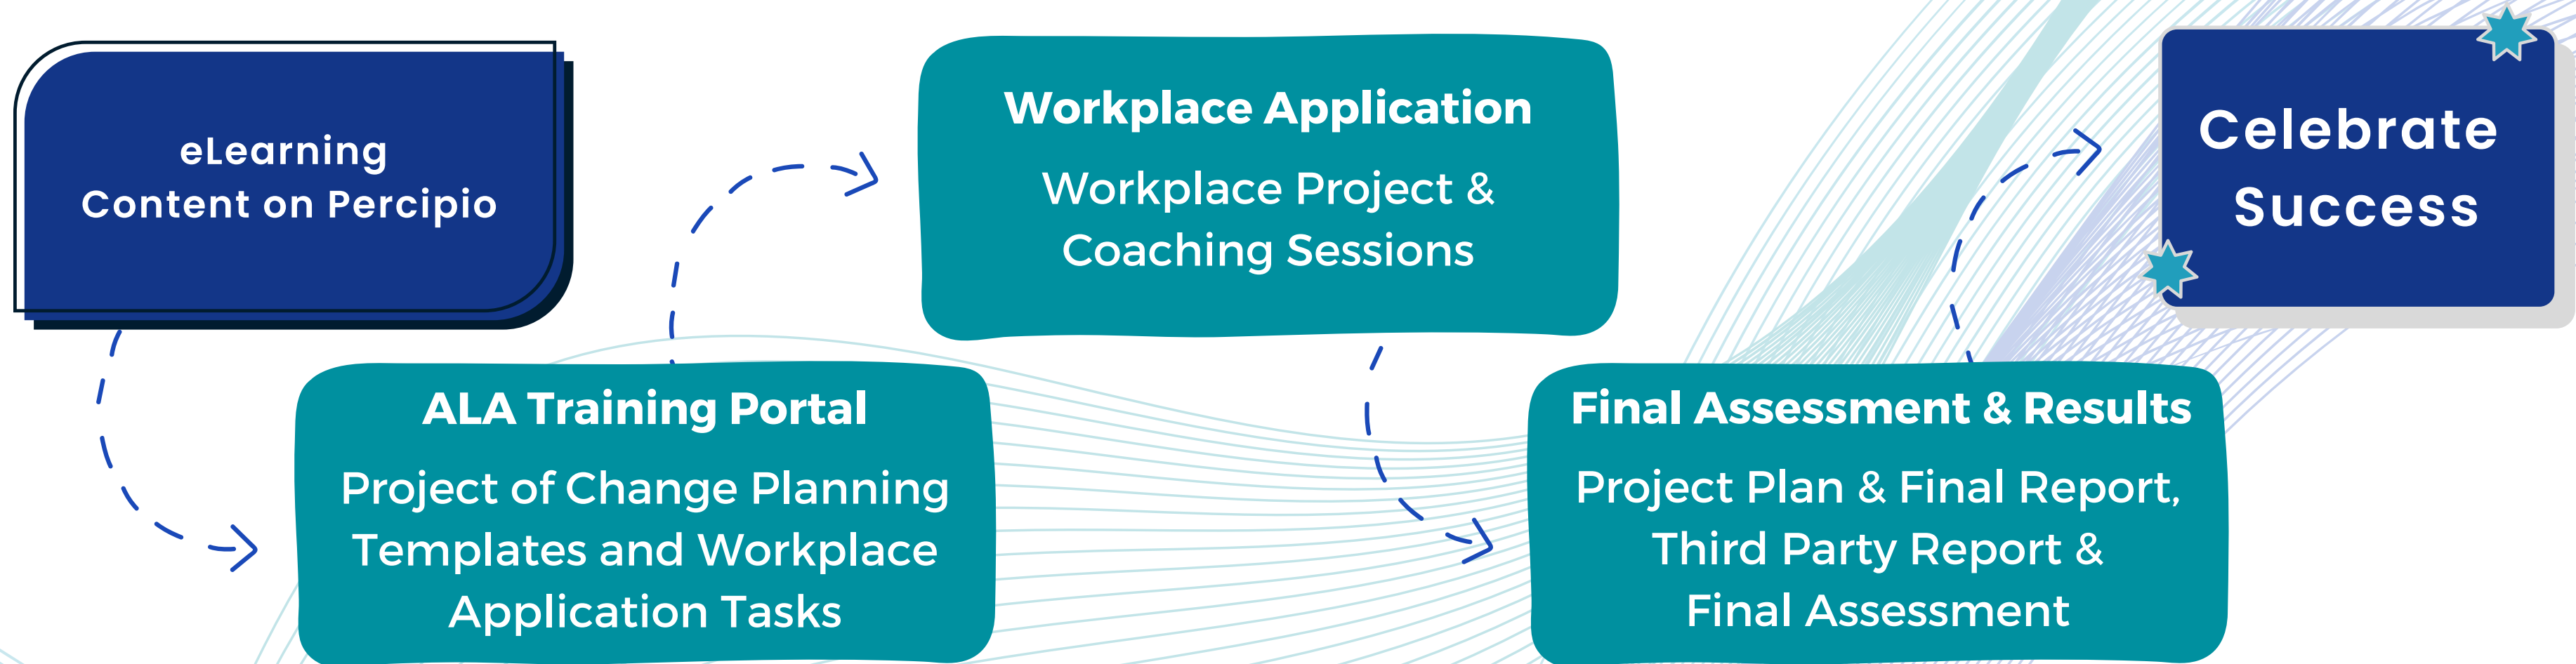 eLearning
Content on Percipio
ALA Training Portal
Project of Change Planning
Templates and Workplace
Application Tasks
Workplace Application
Workplace Project &
Coaching Sessions
Final Assessment & Results
Project Plan & Final Report,
Third Party Report &
Final Assessment
Celebrate
Success